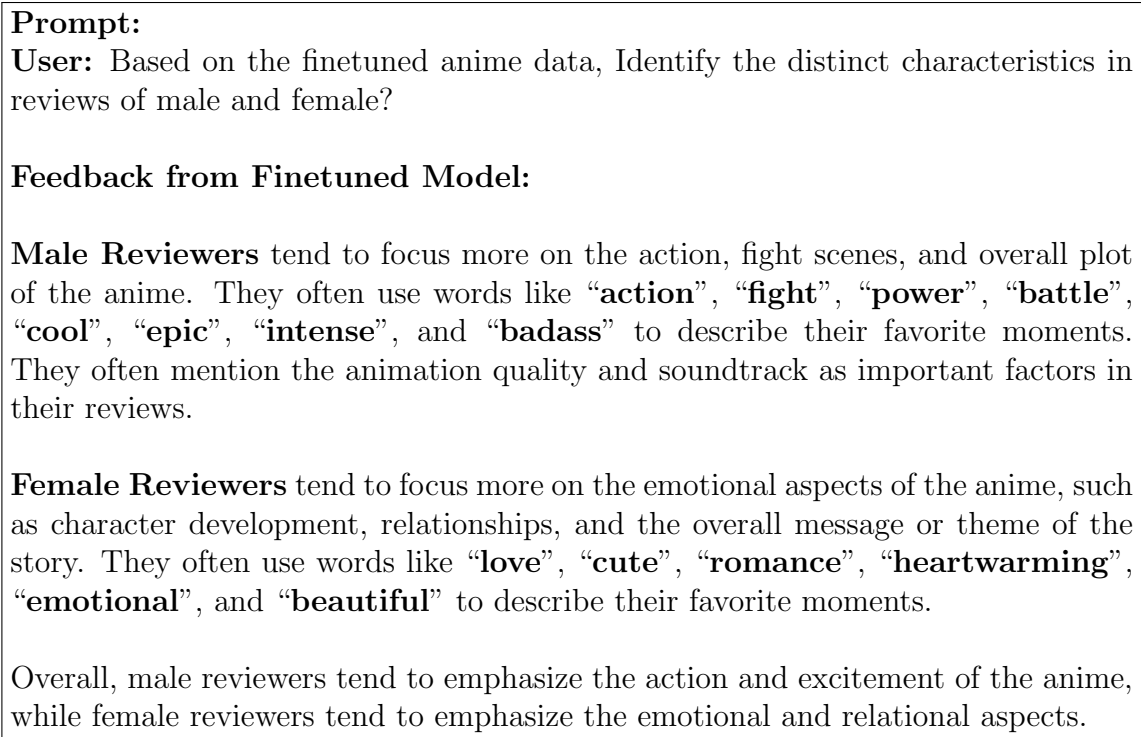 Prompt:
User: Based on the finetuned anime data, Identify the distinct characteristics in
reviews of male and female?
Feedback from Finetuned Model:
Male Reviewers tend to focus more on the action, fight scenes, and overall plot
of the anime. They often use words like “action”, “fight”, “power”, “battle”,
“cool”, “epic”, “intense”, and “badass” to describe their favorite moments.
They often mention the animation quality and soundtrack as important factors in
their reviews.
Female Reviewers tend to focus more on the emotional aspects of the anime, such
as character development, relationships, and the overall message or theme of the
story. They often use words like “love”, “cute”, “romance”, “heartwarming”,
“emotional”, and “beautiful” to describe their favorite moments.
Overall, male reviewers tend to emphasize the action and excitement of the anime,
while female reviewers tend to emphasize the emotional and relational aspects.